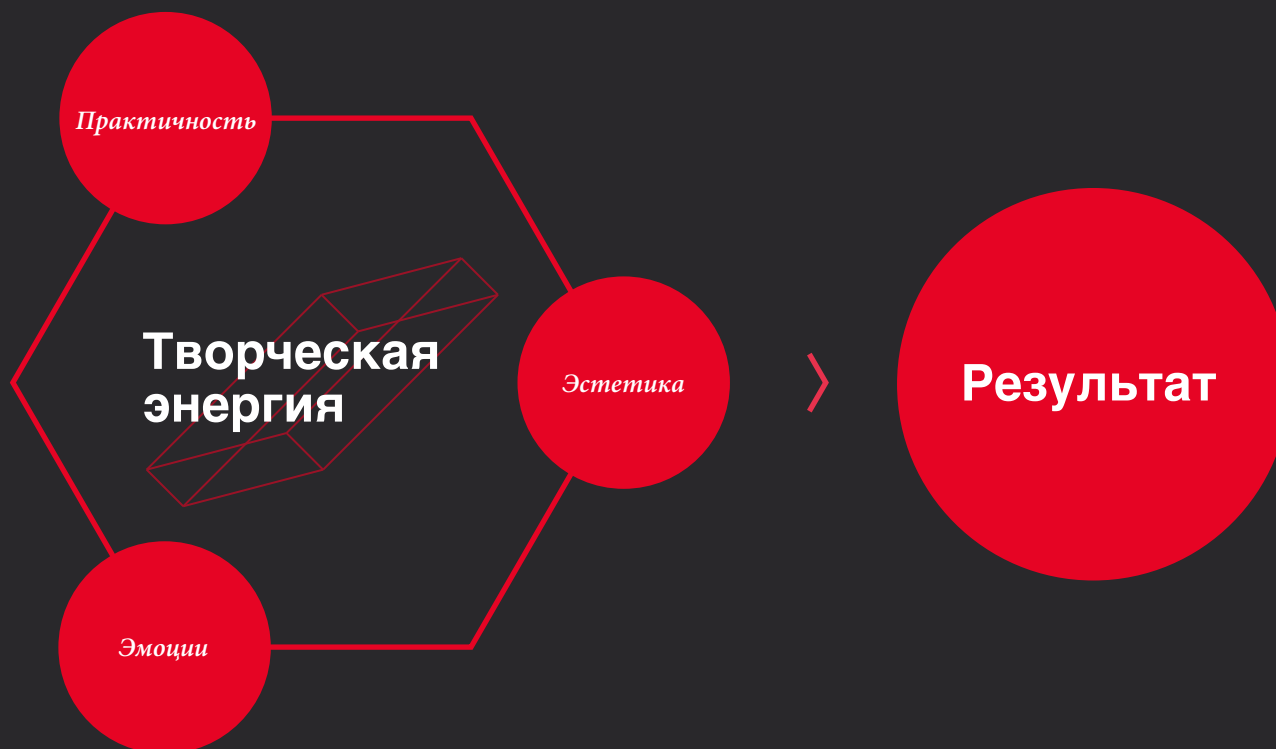 Практичность
Творческая
энергия
Эстетика
Результат
Эмоции